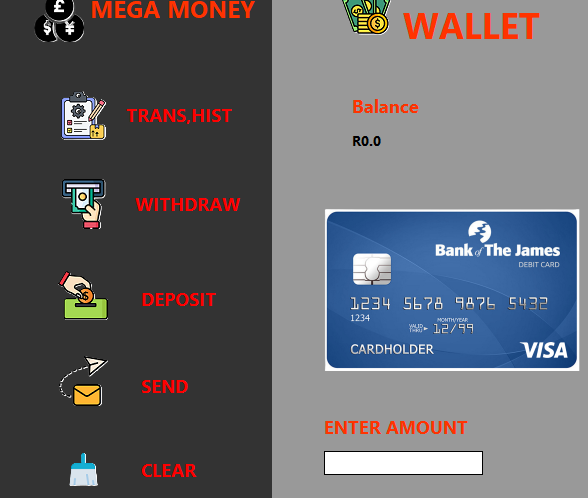 MEGA MONEY
TRANS,HIST
WITHDRAW
DEPOSIT
SEND
CLEAR
WALLET
Balance
R0.0
Bank of The James
DEBIT CARD
1234 5678 9876 5432
1234
MONTH/YEAR
VALID THRU 12/99
CARDHOLDER
VISA
ENTER AMOUNT